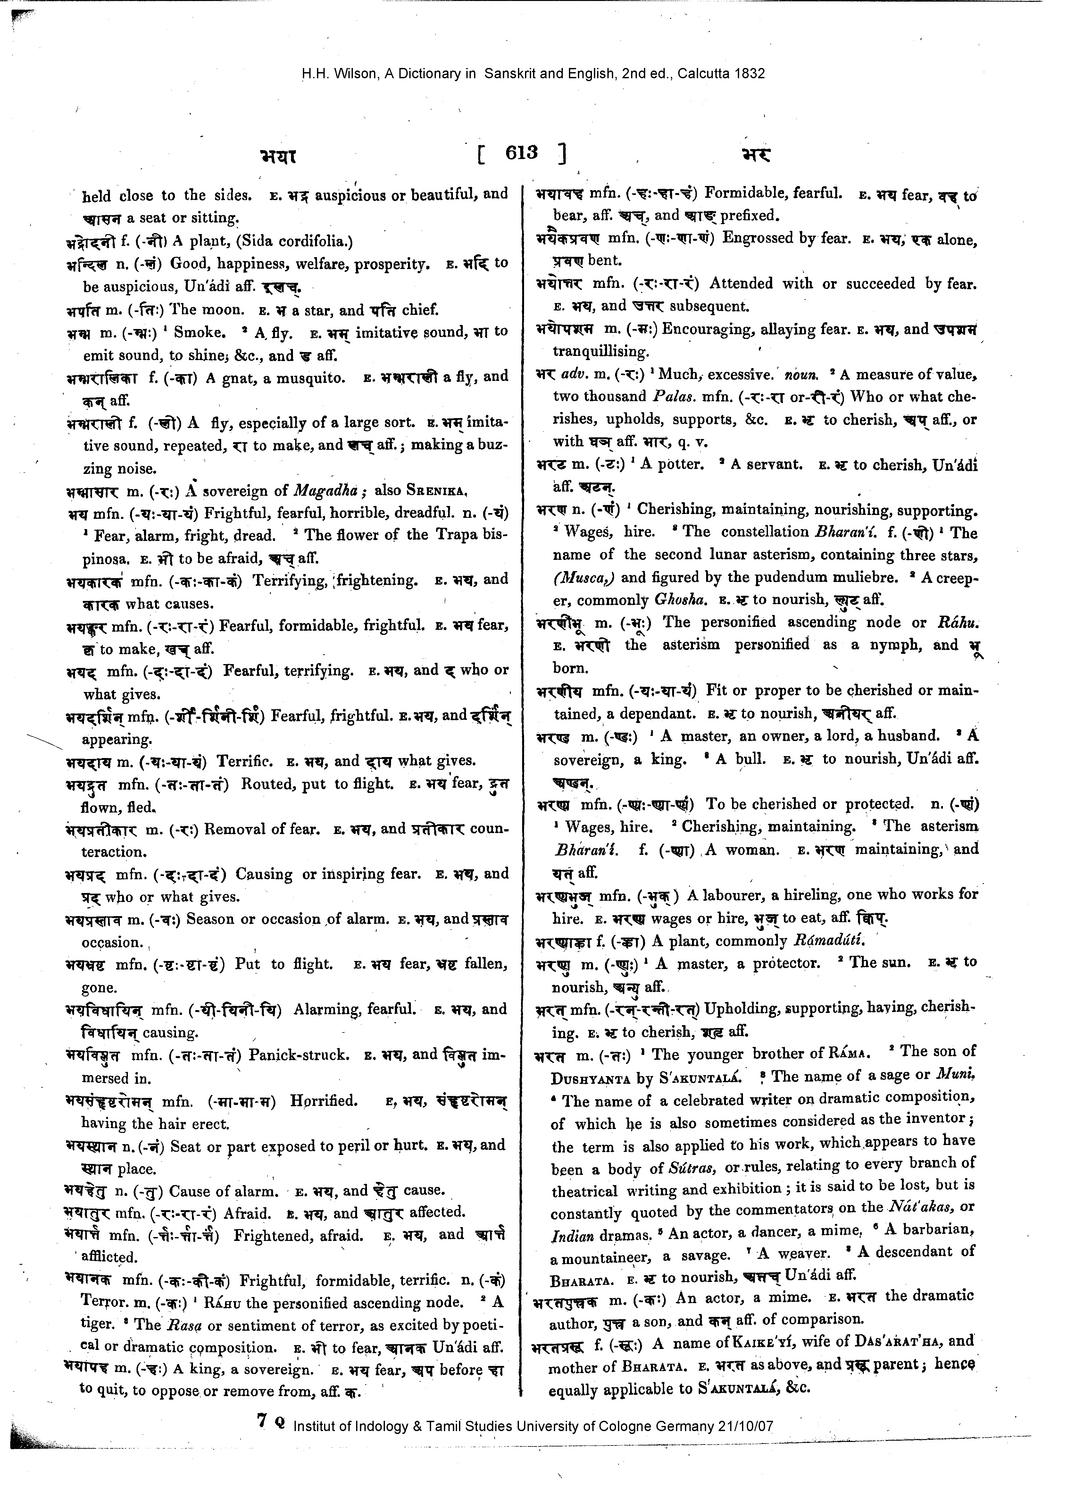 H.H. Wilson, A Dictionary in Sanskrit and English, 2nd ed., Calcutta 1832
भया [ 613 ] भर
held close to the sides. E. भद्र auspicious or beautiful, and
आसन a seat or sitting.
भद्रोदनी f. (-नी) A plant, (Sida cordifolia.)
भन्दिल n. (-लं) Good, happiness, welfare, prosperity. E. भदि to
be auspicious, Un'ádi aff. इलच्.
भपति m. (-तिः) The moon. E. भ a star, and पति chief.
भम्भ m. (-म्भः) ¹ Smoke. ² A fly. E. भम् imitative sound, भा to
emit sound, to shine; &c., and ड aff.
भम्भरालिका f. (-का) A gnat, a musquito. E. भम्भराली a fly, and
कन् aff.
भम्भराली f. (-ली) A fly, especially of a large sort. E. भम् imita-
tive sound, repeated, रा to make, and लच् aff.; making a buz-
zing noise.
भम्भासार m. (-रः) A sovereign of Magadha; also SRENIKA.
भय mfn. (-यः-या-यं) Frightful, fearful, horrible, dreadful. n. (-यं)
¹ Fear, alarm, fright, dread. ² The flower of the Trapa bis-
pinosa. E. भी to be afraid, अच् aff.
भयकारक mfn. (-कः-का-कं) Terrifying, frightening. E. भय, and
कारक what causes.
भयङ्कर mfn. (-रः-रा-रं) Fearful, formidable, frightful. E. भय fear,
कृ to make, खच् aff.
भयद mfn. (-दः-दा-दं) Fearful, terrifying. E. भय, and द who or
what gives.
भयदर्शिन् mfn. (-र्शी-र्शिनी-र्शि) Fearful, frightful. E. भय, and दर्शिन्
appearing.
भयदाय m. (-यः-या-यं) Terrific. E. भय, and दाय what gives.
भयद्रुत mfn. (-तः-ता-तं) Routed, put to flight. E. भय fear, द्रुत
flown, fled.
भयप्रतीकार m. (-रः) Removal of fear. E. भय, and प्रतीकार coun-
teraction.
भयप्रद mfn. (-दः-दा-दं) Causing or inspiring fear. E. भय, and
प्रद who or what gives.
भयप्रस्ताव m. (-वः) Season or occasion of alarm. E. भय, and प्रस्ताव
occasion.
भयभ्रष्ट mfn. (-ष्टः-ष्टा-ष्टं) Put to flight. E. भय fear, भ्रष्ट fallen,
gone.
भयविधायिन् mfn. (-यी-यिनी-यि) Alarming, fearful. E. भय, and
विधायिन् causing.
भयविप्लुत mfn. (-तः-ता-तं) Panick-struck. E. भय, and विप्लुत im-
mersed in.
भयसंहृष्टरोमन् mfn. (-मा-मा-म) Horrified. E. भय, संहृष्टरोमन्
having the hair erect.
भयस्थान n. (-नं) Seat or part exposed to peril or hurt. E. भय, and
स्थान place.
भयहेतु n. (-तु) Cause of alarm. E. भय, and हेतु cause.
भयातुर mfn. (-रः-रा-रं) Afraid. E. भय, and आतुर affected.
भयार्त्त mfn. (-र्त्तः-र्त्ता-र्त्तं) Frightened, afraid. E. भय, and आर्त्त
afflicted.
भयानक mfn. (-कः-की-कं) Frightful, formidable, terrific. n. (-कं)
Terror. m. (-कः) ¹ RÁHU the personified ascending node. ² A
tiger. ³ The Rasa or sentiment of terror, as excited by poeti-
cal or dramatic composition. E. भी to fear, आनक Un'ádi aff.
भयापह m. (-हः) A king, a sovereign. E. भय fear, अप before हा
to quit, to oppose or remove from, aff. क.
भयावह mfn. (-हः-हा-हं) Formidable, fearful. E. भय fear, वह् to
bear, aff. अच्, and आङ् prefixed.
भयैकप्रवण mfn. (-णः-णा-णं) Engrossed by fear. E. भय, एक alone,
प्रवण bent.
भयोत्तर mfn. (-रः-रा-रं) Attended with or succeeded by fear.
E. भय, and उत्तर subsequent.
भयोपशम m. (-मः) Encouraging, allaying fear. E. भय, and उपशम
tranquillising.
भर adv. m. (-रः) ¹ Much, excessive. noun. ² A measure of value,
two thousand Palas. mfn. (-रः-रा or-री-रं) Who or what che-
rishes, upholds, supports, &c. E. भृ to cherish, अप् aff., or
with घञ् aff. भार, q. v.
भरट m. (-टः) ¹ A potter. ² A servant. E. भृ to cherish, Un'ádi
aff. अटन्.
भरण n. (-णं) ¹ Cherishing, maintaining, nourishing, supporting.
² Wages, hire. ³ The constellation Bharan'í. f. (-णी) ¹ The
name of the second lunar asterism, containing three stars,
(Musca,) and figured by the pudendum muliebre. ² A creep-
er, commonly Ghosha. E. भृ to nourish, ल्युट् aff.
भरणीभू m. (-भूः) The personified ascending node or Ráhu.
E. भरणी the asterism personified as a nymph, and भू
born.
भरणीय mfn. (-यः-या-यं) Fit or proper to be cherished or main-
tained, a dependant. E. भृ to nourish, अनीयर् aff.
भरण्ड m. (-ण्डः) ¹ A master, an owner, a lord, a husband. ² A
sovereign, a king. ³ A bull. E. भृ to nourish, Un'ádi aff.
अण्डन्.
भरण्य mfn. (-ण्यः-ण्या-ण्यं) To be cherished or protected. n. (-ण्यं)
¹ Wages, hire. ² Cherishing, maintaining. ³ The asterism
Bharan'í. f. (-ण्या) A woman. E. भरण maintaining, and
यत् aff.
भरण्यभुज् mfn. (-भुक्) A labourer, a hireling, one who works for
hire. E. भरण्य wages or hire, भुज् to eat, aff. क्विप्.
भरण्याह्वा f. (-ह्वा) A plant, commonly Rámadútí.
भरण्यु m. (-ण्युः) ¹ A master, a protector. ² The sun. E. भृ to
nourish, अन्यु aff.
भरत् mfn. (-रन्-रन्ती-रत्) Upholding, supporting, having, cherish-
ing. E. भृ to cherish, शतृ aff.
भरत m. (-तः) ¹ The younger brother of RÁMA. ² The son of
DUSHYANTA by S'AKUNTALÁ. ³ The name of a sage or Muni.
⁴ The name of a celebrated writer on dramatic composition,
of which he is also sometimes considered as the inventor;
the term is also applied to his work, which appears to have
been a body of Sútras, or rules, relating to every branch of
theatrical writing and exhibition; it is said to be lost, but is
constantly quoted by the commentators on the Nát'akas, or
Indian dramas. ⁵ An actor, a dancer, a mime. ⁶ A barbarian,
a mountaineer, a savage. ⁷ A weaver. ⁸ A descendant of
BHARATA. E. भृ to nourish, अतच् Un'ádi aff.
भरतपुत्रक m. (-कः) An actor, a mime. E. भरत the dramatic
author, पुत्र a son, and कन् aff. of comparison.
भरतप्रसू f. (-सूः) A name of KAIKE'YÍ, wife of DAS'ARAT'HA, and
mother of BHARATA. E. भरत as above, and प्रसू parent; hence
equally applicable to S'AKUNTALÁ, &c.
7 Q Institut of Indology & Tamil Studies University of Cologne Germany 21/10/07